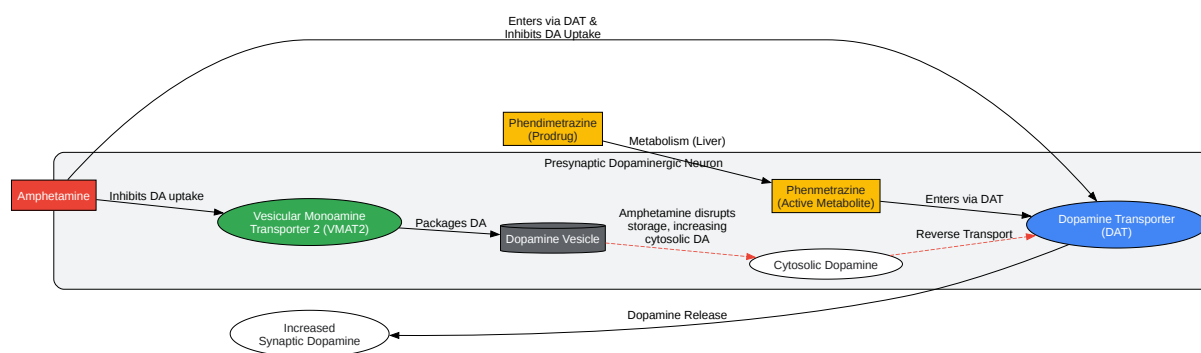 Enters via DAT &
Inhibits DA Uptake
Phendimetrazine
(Prodrug)
Metabolism (Liver)
Presynaptic Dopaminergic Neuron
Amphetamine
Inhibits DA uptake
Phenmetrazine
(Active Metabolite)
Enters via DAT
Vesicular Monoamine
Transporter 2 (VMAT2)
Packages DA
Dopamine Vesicle
Amphetamine disrupts
storage, increasing
cytosolic DA
Cytosolic Dopamine
Reverse Transport
Dopamine Transporter
(DAT)
Dopamine Release
Increased
Synaptic Dopamine